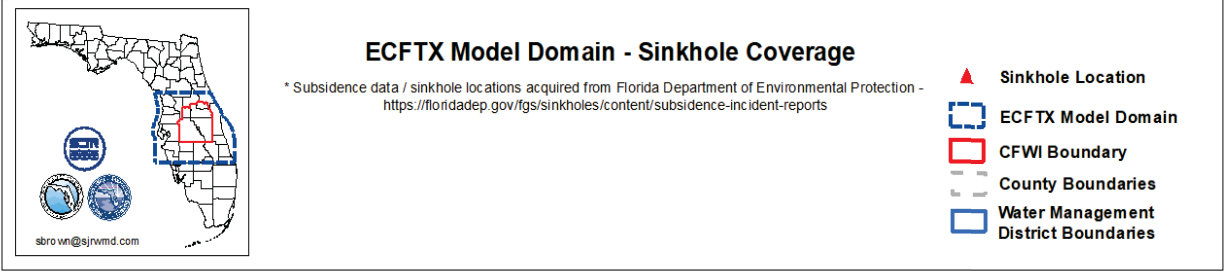 ECFTX Model Domain - Sinkhole Coverage
* Subsidence data / sinkhole locations acquired from Florida Department of Environmental Protection -
https://floridadep.gov/fgs/sinkholes/content/subsidence-incident-reports
sbrown@sjrwmd.com
Sinkhole Location
ECFTX Model Domain
CFWI Boundary
County Boundaries
Water Management
District Boundaries